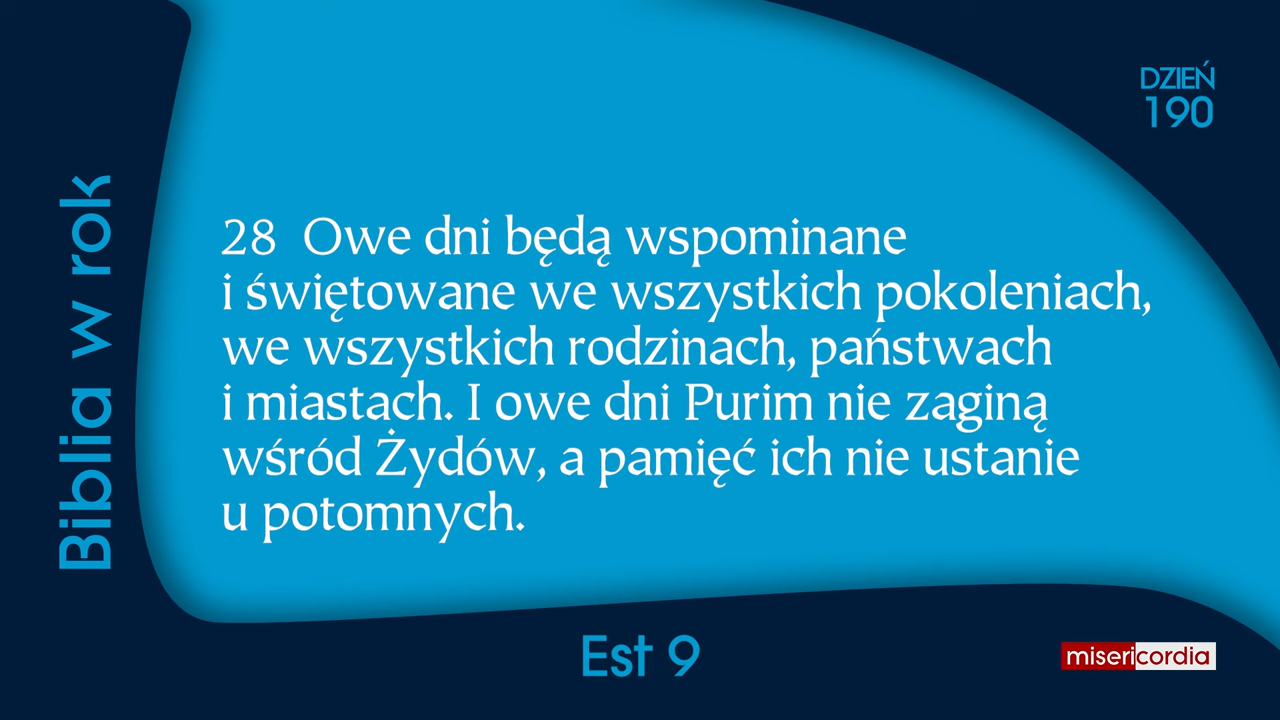 DZIEŃ
190
Biblia w rok
28 Owe dni będą wspominane
i świętowane we wszystkich pokoleniach,
we wszystkich rodzinach, państwach
i miastach. I owe dni Purim nie zaginą
wśród Żydów, a pamięć ich nie ustanie
u potomnych.
Est 9
misericordia